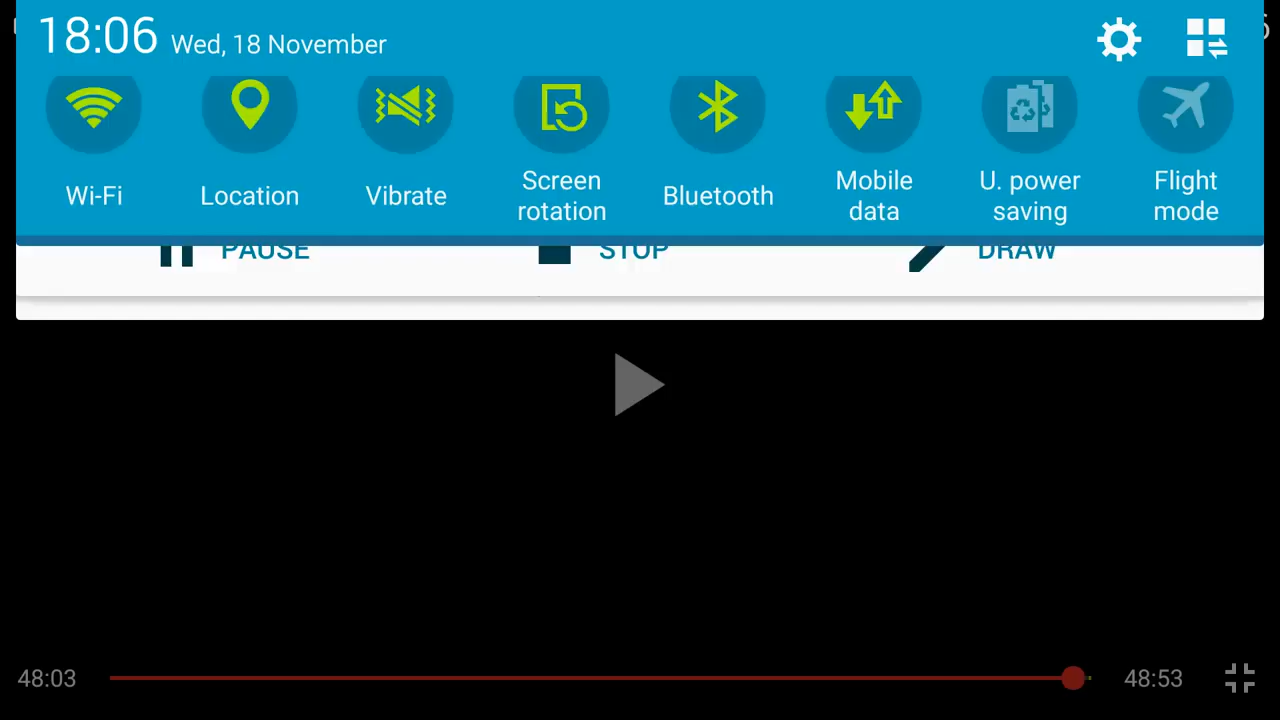 18:06 Wed, 18 November
Wi-Fi
Location
Vibrate
Screen
rotation
Bluetooth
Mobile
data
U. power
saving
Flight
mode
PAUSE
STOP
DRAW
48:03
48:53